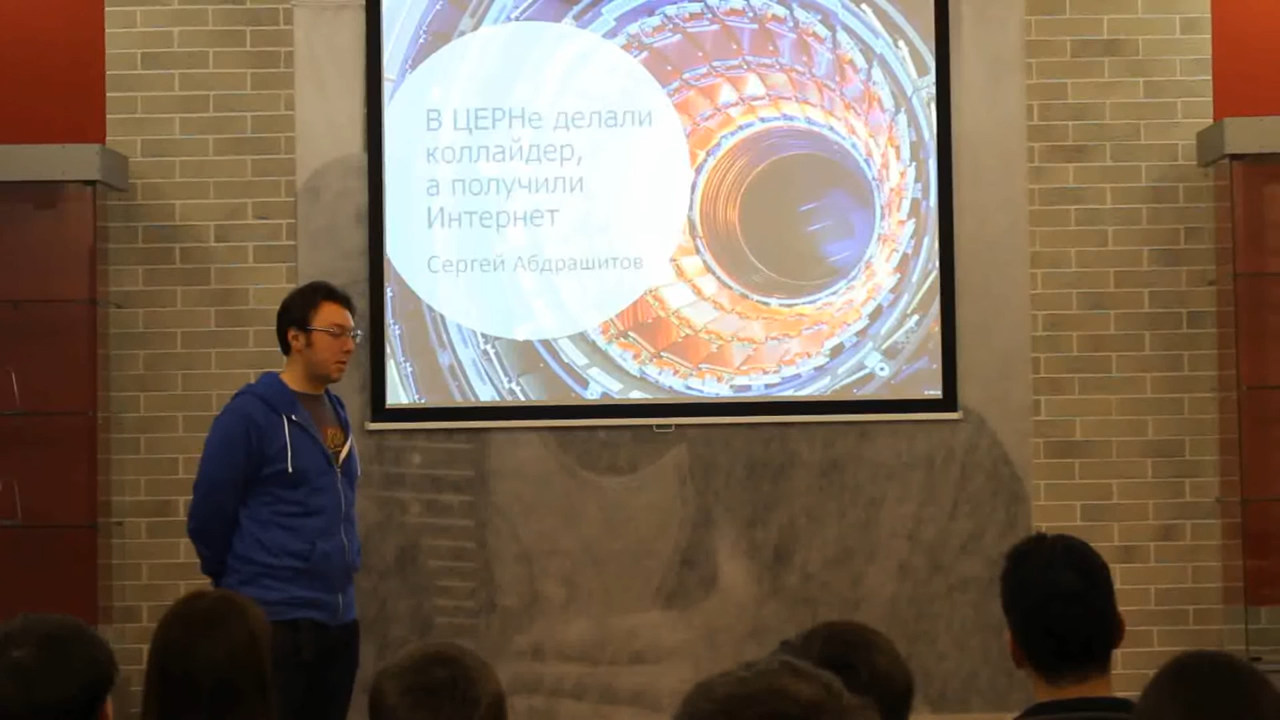 В ЦЕРНе делали
коллайдер,
а получили
Интернет
Сергей Абдрашитов